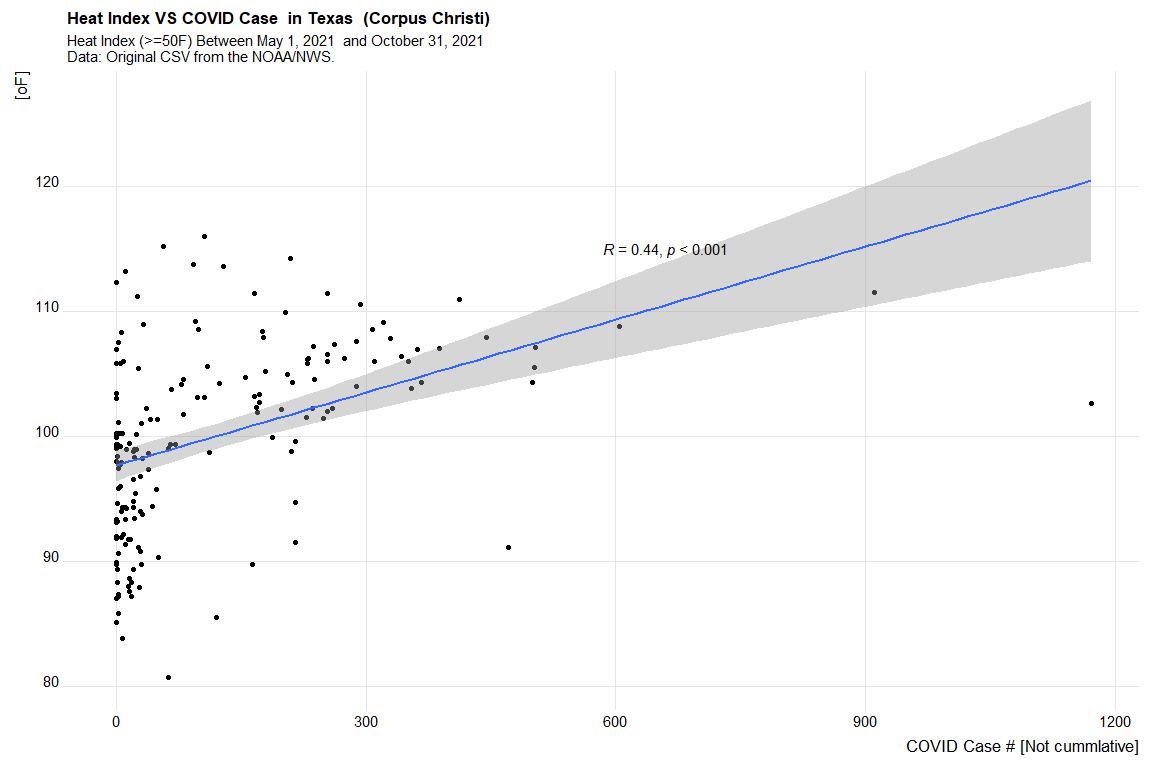 Heat Index VS COVID Case  in Texas  (Corpus Christi)
Heat Index (>=50F) Between May 1, 2021  and October 31, 2021
Data: Original CSV from the NOAA/NWS.
[oF]
120
R = 0.44, p < 0.001
110
100
90
80
0 300 600 900 1200
COVID Case # [Not cummlative]